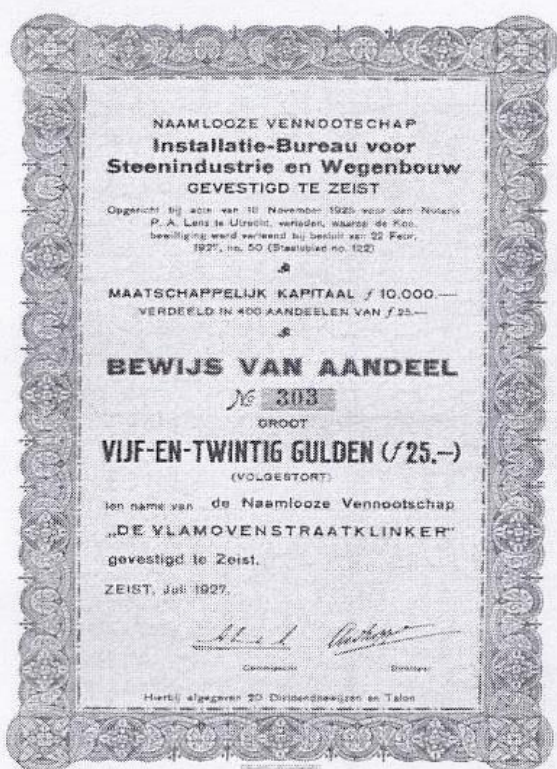 NAAMLOOZE VENNOOTSCHAP
Installatie-Bureau voor
Steenindustrie en Wegenbouw
GEVESTIGD TE ZEIST
Opgericht bij acte van 18 November 1925 voor den Notaris
P. A. Lens te Utrecht, verleden, waarop de Kon.
bewilliging werd verleend bij besluit van 22 Febr.
1927, no. 50 (Staatsblad no. 122)
MAATSCHAPPELIJK KAPITAAL ƒ 10.000.—
VERDEELD IN 400 AANDEELEN VAN ƒ 25.—
BEWIJS VAN AANDEEL
No 303
GROOT
VIJF-EN-TWINTIG GULDEN (ƒ 25.—)
(VOLGESTORT)
ten name van de Naamlooze Vennootschap
„DE VLAMOVENSTRAATKLINKER”
gevestigd te Zeist.
ZEIST, Juli 1927.
Commissaris Directeur
Hierbij afgegeven 20 Dividendbewijzen en Talon